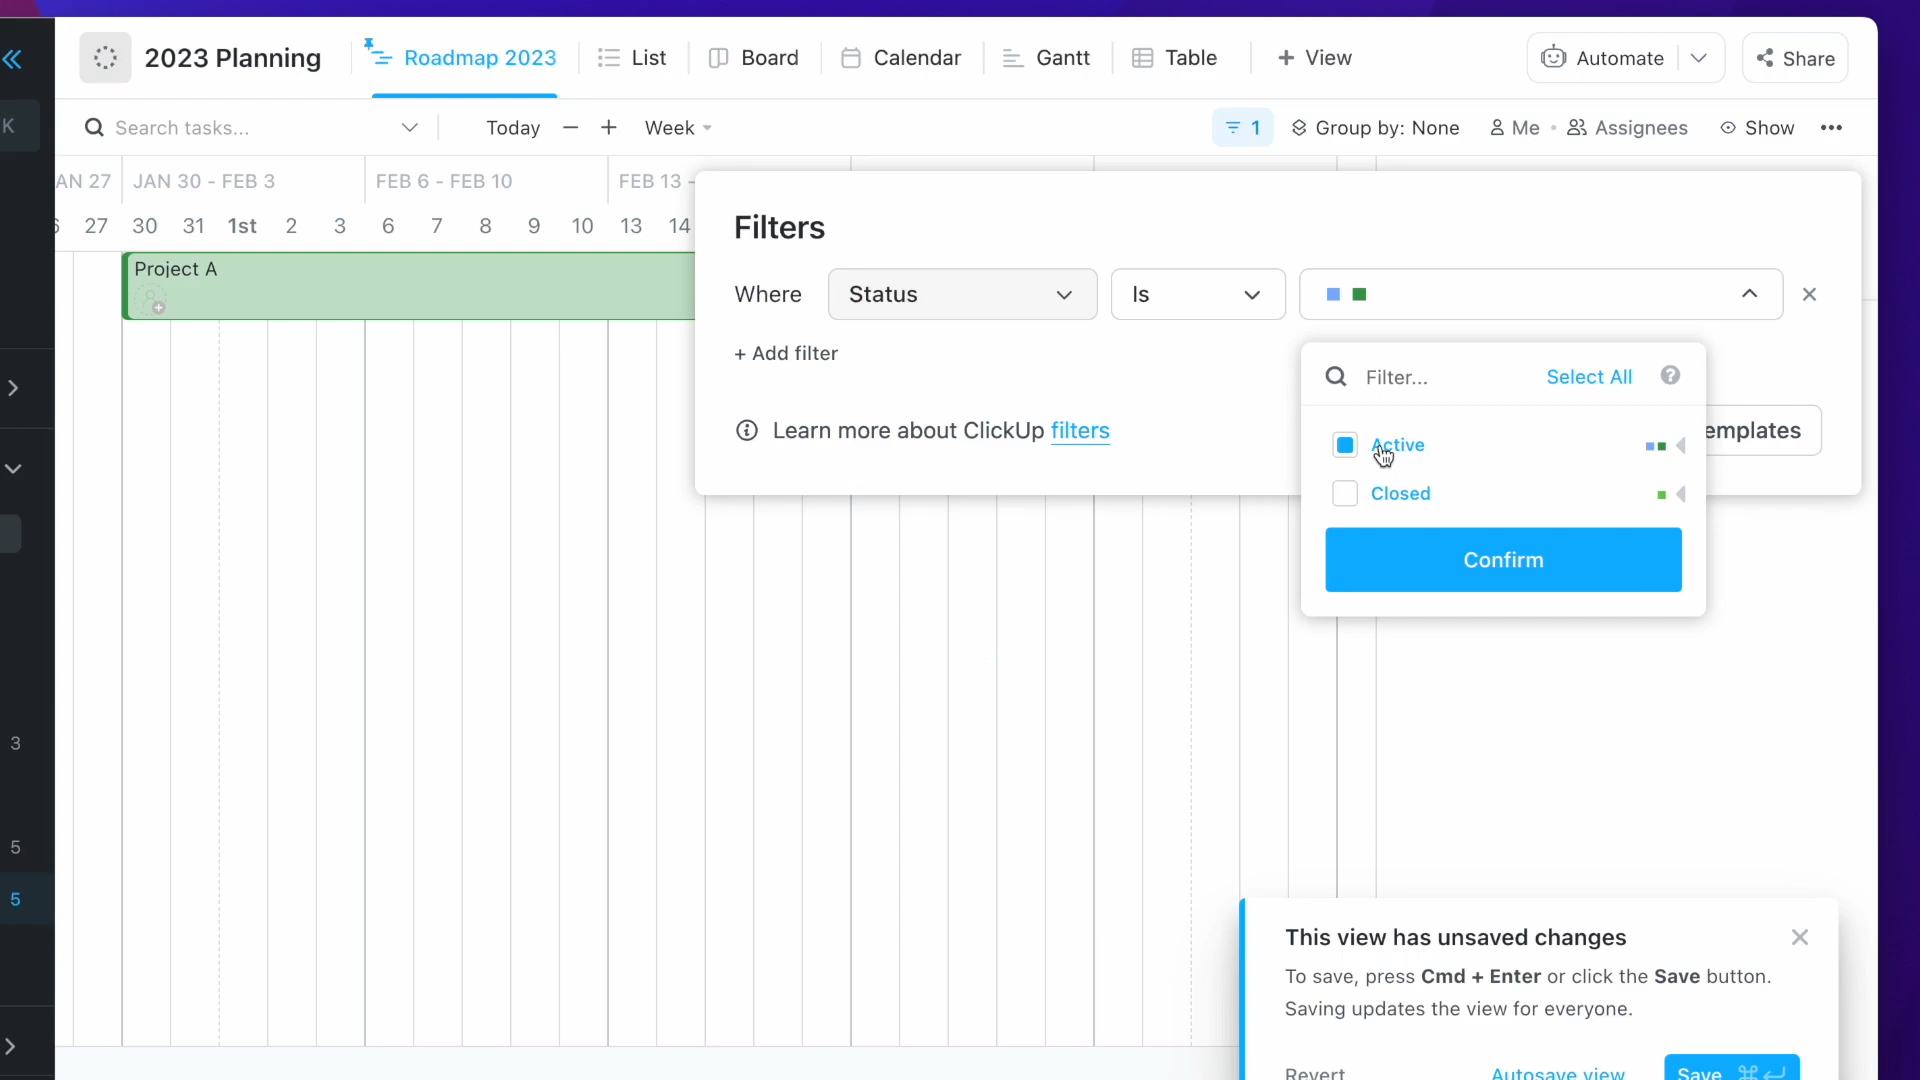 2023 Planning
Roadmap 2023
List
Board
Calendar
Gantt
Table
+ View
Automate
Share
K
Search tasks...
Today
Week
1
Group by: None
Me
Assignees
Show
AN 27
JAN 30 - FEB 3
FEB 6 - FEB 10
FEB 13 -
27 30 31 1st 2 3 6 7 8 9 10 13 14
Project A
Filters
Where
Status
Is
+ Add filter
Learn more about ClickUp filters
emplates
Filter...
Select All
?
Active
Closed
Confirm
3
5
5
This view has unsaved changes
To save, press Cmd + Enter or click the Save button.
Saving updates the view for everyone.
Revert
Autosave view
Save ⌘